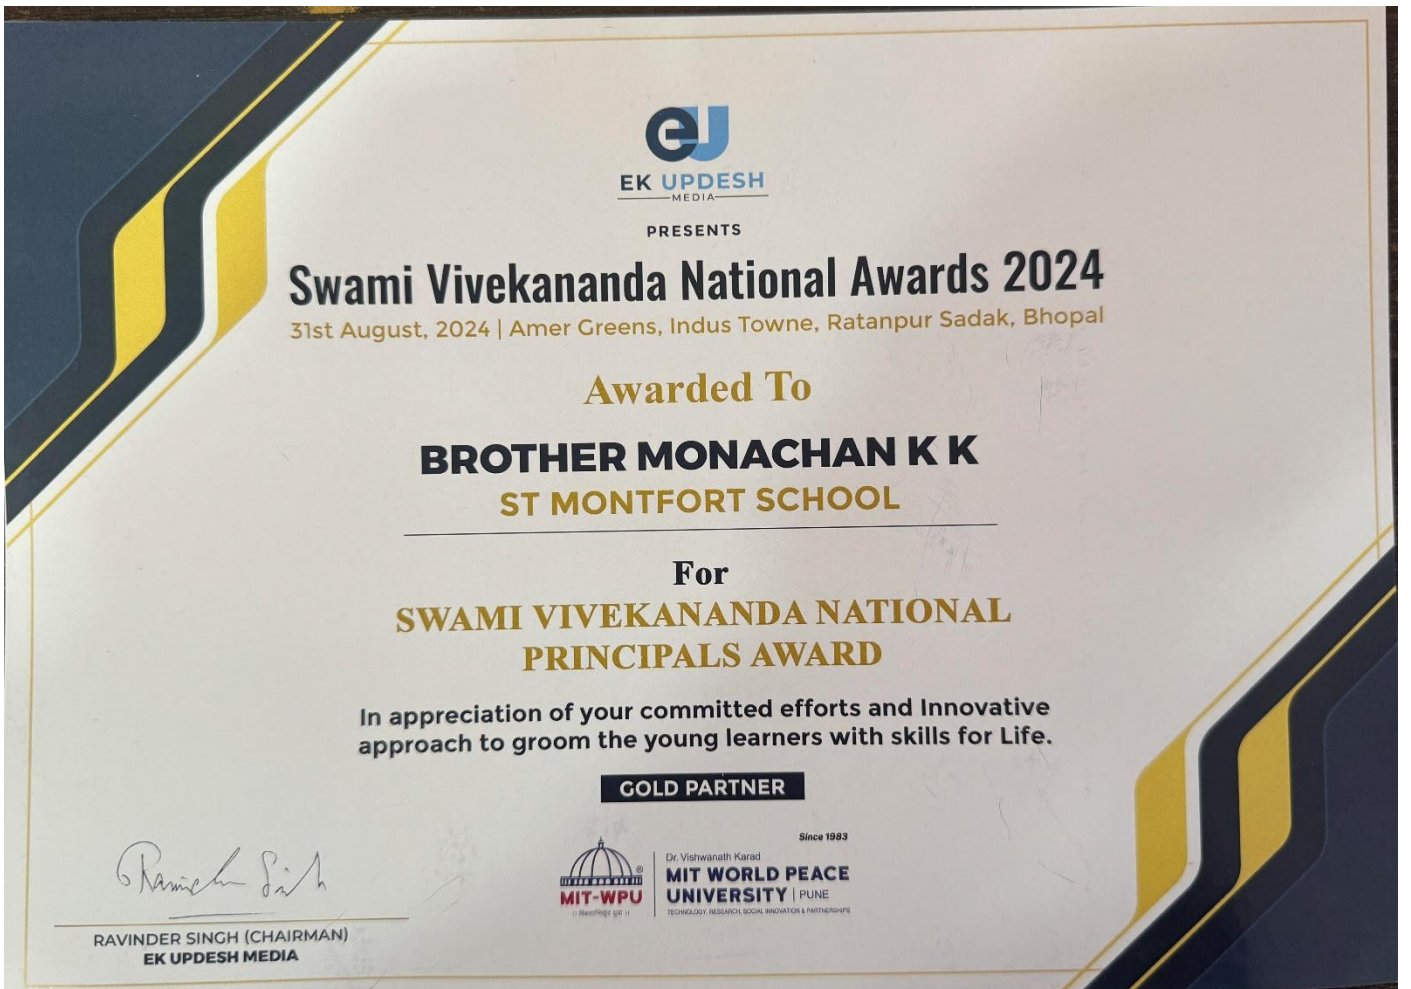 eU
EK UPDESH
MEDIA
PRESENTS
Swami Vivekananda National Awards 2024
31st August, 2024 | Amer Greens, Indus Towne, Ratanpur Sadak, Bhopal
Awarded To
BROTHER MONACHAN K K
ST MONTFORT SCHOOL
For
SWAMI VIVEKANANDA NATIONAL
PRINCIPALS AWARD
In appreciation of your committed efforts and Innovative
approach to groom the young learners with skills for Life.
GOLD PARTNER
Since 1983
Dr. Vishwanath Karad
MIT WORLD PEACE
UNIVERSITY | PUNE
TECHNOLOGY, RESEARCH, SOCIAL INNOVATION & PARTNERSHIPS
®
MIT-WPU
RAVINDER SINGH (CHAIRMAN)
EK UPDESH MEDIA